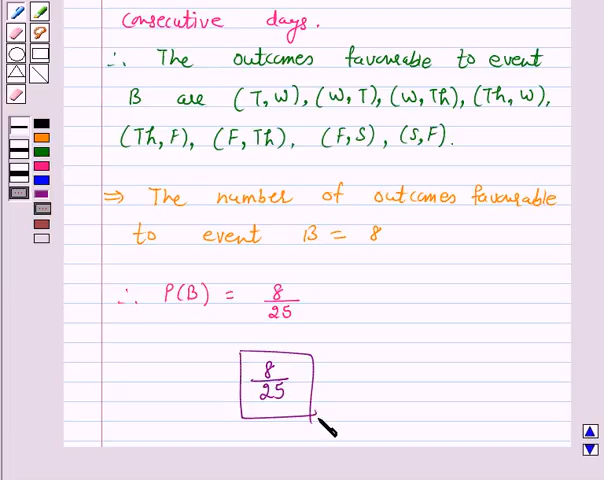 consecutive days.
∴ The outcomes favourable to event
B are (T, W), (W, T), (W, Th), (Th, W),
(Th, F), (F, Th), (F, S), (S, F).
⇒ The number of outcomes favourable
to event B = 8
∴ P(B) = 8/25
8/25